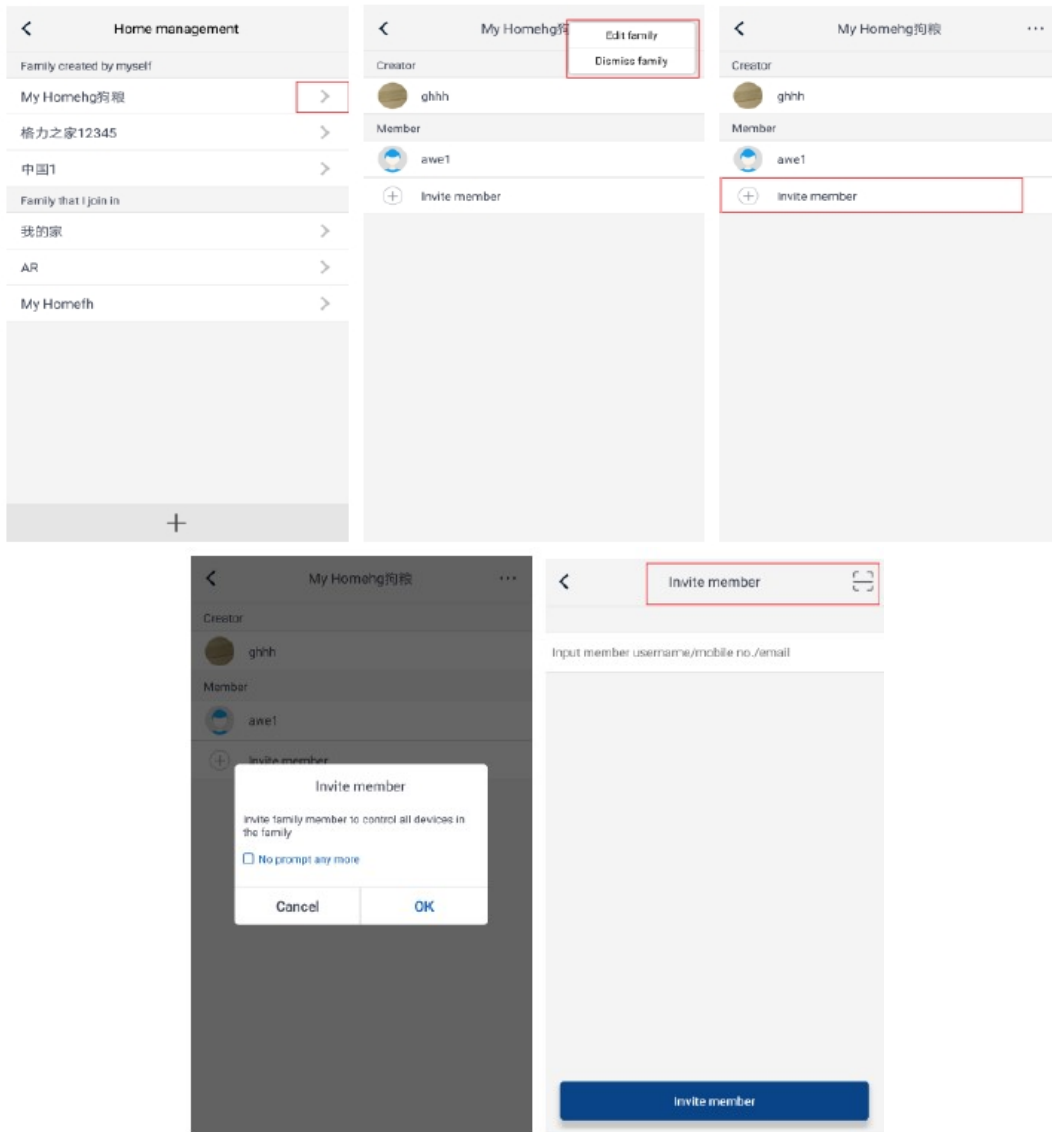 Home management
Family created by myself
My Homehg狗粮
格力之家12345
中国1
Family that I join in
我的家
AR
My Homefh
My Homehg狗
Edit family
Dismiss family
Creator
ghhh
Member
awe1
Invite member
My Homehg狗粮
Creator
ghhh
Member
awe1
Invite member
My Homehg狗粮
Creator
ghhh
Member
awe1
Invite member
Invite member
Invite family member to control all devices in
the family
No prompt any more
Cancel
OK
Invite member
Input member username/mobile no./email
Invite member